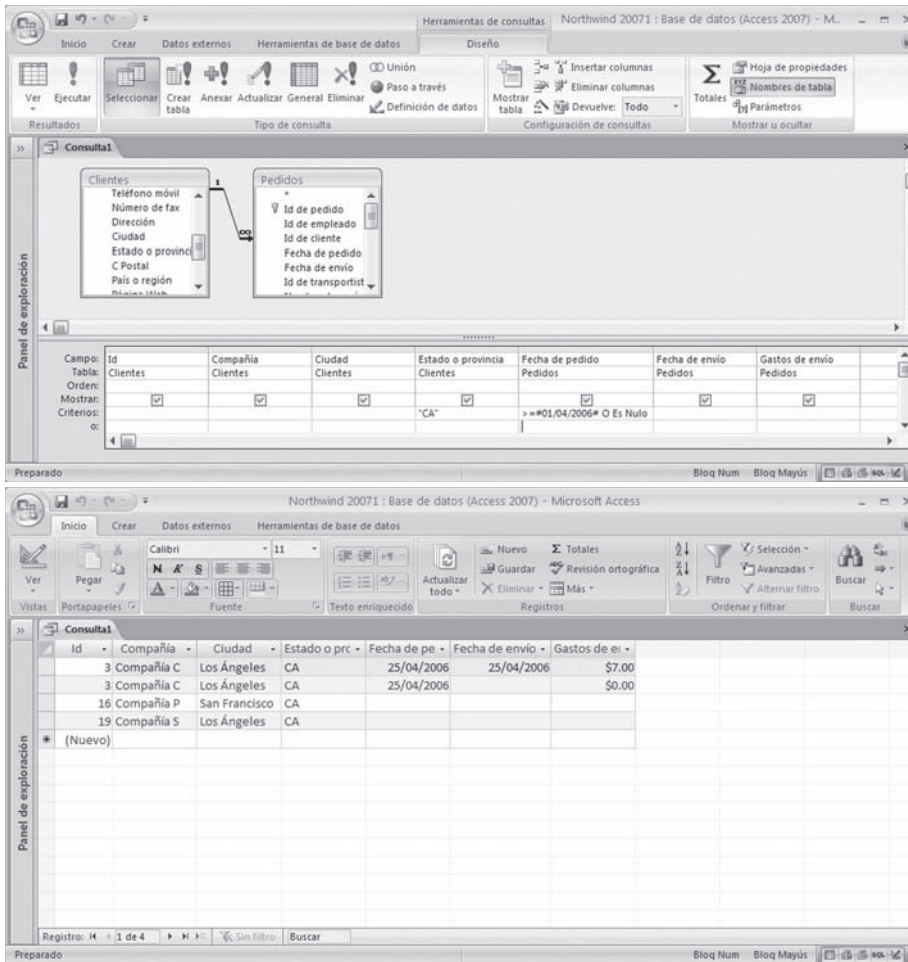 Herramientas de consultas
Northwind 20071 : Base de datos (Access 2007) - M...
Inicio
Crear
Datos externos
Herramientas de base de datos
Diseño
Ver
Ejecutar
Seleccionar
Crear tabla
Anexar
Actualizar
General
Eliminar
Unión
Paso a través
Definición de datos
Mostrar tabla
Insertar columnas
Eliminar columnas
Devuelve: Todo
Totales
Hoja de propiedades
Nombres de tabla
Parámetros
Resultados
Tipo de consulta
Configuración de consultas
Mostrar u ocultar
Consulta1
Panel de exploración
Clientes
Teléfono móvil
Número de fax
Dirección
Ciudad
Estado o provinci
C Postal
País o región
Página Web
1
∞
Pedidos
*
Id de pedido
Id de empleado
Id de cliente
Fecha de pedido
Fecha de envío
Id de transportist
Campo: Id Compañía Ciudad Estado o provincia Fecha de pedido Fecha de envío Gastos de envío
Tabla: Clientes Clientes Clientes Clientes Pedidos Pedidos Pedidos
Orden:
Mostrar:
Criterios: "CA" >=#01/04/2006# O Es Nulo
o:
Preparado
Bloq Num Bloq Mayús SQL
Northwind 20071 : Base de datos (Access 2007) - Microsoft Access
Inicio
Crear
Datos externos
Herramientas de base de datos
Ver
Pegar
Calibri 11
N K S
Actualizar todo
Nuevo
Guardar
Eliminar
Totales
Revisión ortográfica
Más
Filtro
Selección
Avanzadas
Alternar filtro
Buscar
Vistas
Portapapeles
Fuente
Texto enriquecido
Registros
Ordenar y filtrar
Buscar
Consulta1
Panel de exploración
Id Compañía Ciudad Estado o prc Fecha de pe Fecha de envío Gastos de ei
3 Compañía C Los Ángeles CA 25/04/2006 25/04/2006 $7.00
3 Compañía C Los Ángeles CA 25/04/2006 $0.00
16 Compañía P San Francisco CA
19 Compañía S Los Ángeles CA
(Nuevo)
Registro: 1 de 4 Sin filtro Buscar
Preparado
Bloq Num Bloq Mayús SQL